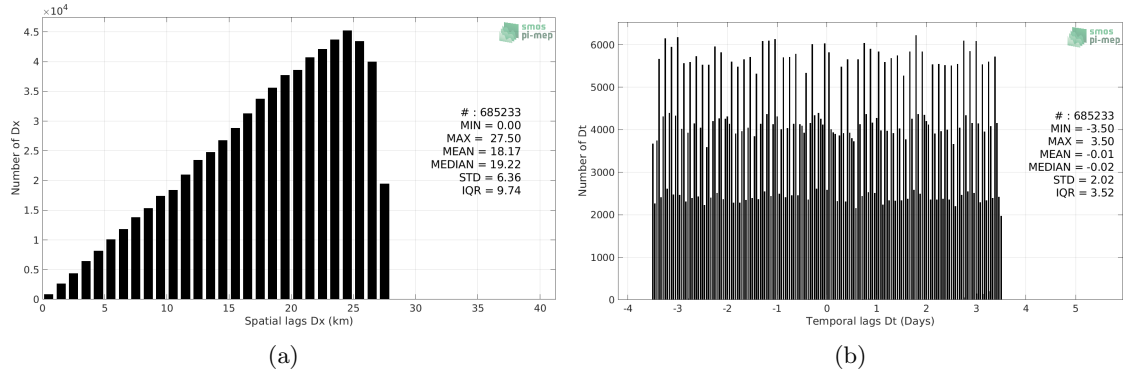 ×10⁴
4.5
4
3.5
3
2.5
2
1.5
1
0.5
0
Number of Dx
0 5 10 15 20 25 30 35 40
Spatial lags Dx (km)
smos
pi-mep
# : 685233
MIN = 0.00
MAX = 27.50
MEAN = 18.17
MEDIAN = 19.22
STD = 6.36
IQR = 9.74
(a)
6000
5000
4000
3000
2000
1000
0
Number of Dt
-4 -3 -2 -1 0 1 2 3 4 5
Temporal lags Dt (Days)
smos
pi-mep
# : 685233
MIN = -3.50
MAX = 3.50
MEAN = -0.01
MEDIAN = -0.02
STD = 2.02
IQR = 3.52
(b)